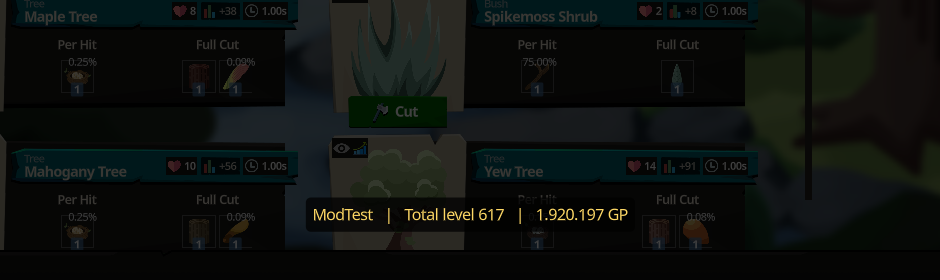 Tree
Maple Tree
8
+38
1.00s
Per Hit
Full Cut
0.25%
0.09%
1
1
1
Bush
Spikemoss Shrub
2
+8
1.00s
Per Hit
Full Cut
75.00%
1
1
Cut
Tree
Mahogany Tree
10
+56
1.00s
Per Hit
Full Cut
0.25%
0.09%
1
1
1
Tree
Yew Tree
14
+91
1.00s
Per Hit
Full Cut
0.08%
1
1
1
ModTest | Total level 617 | 1.920.197 GP